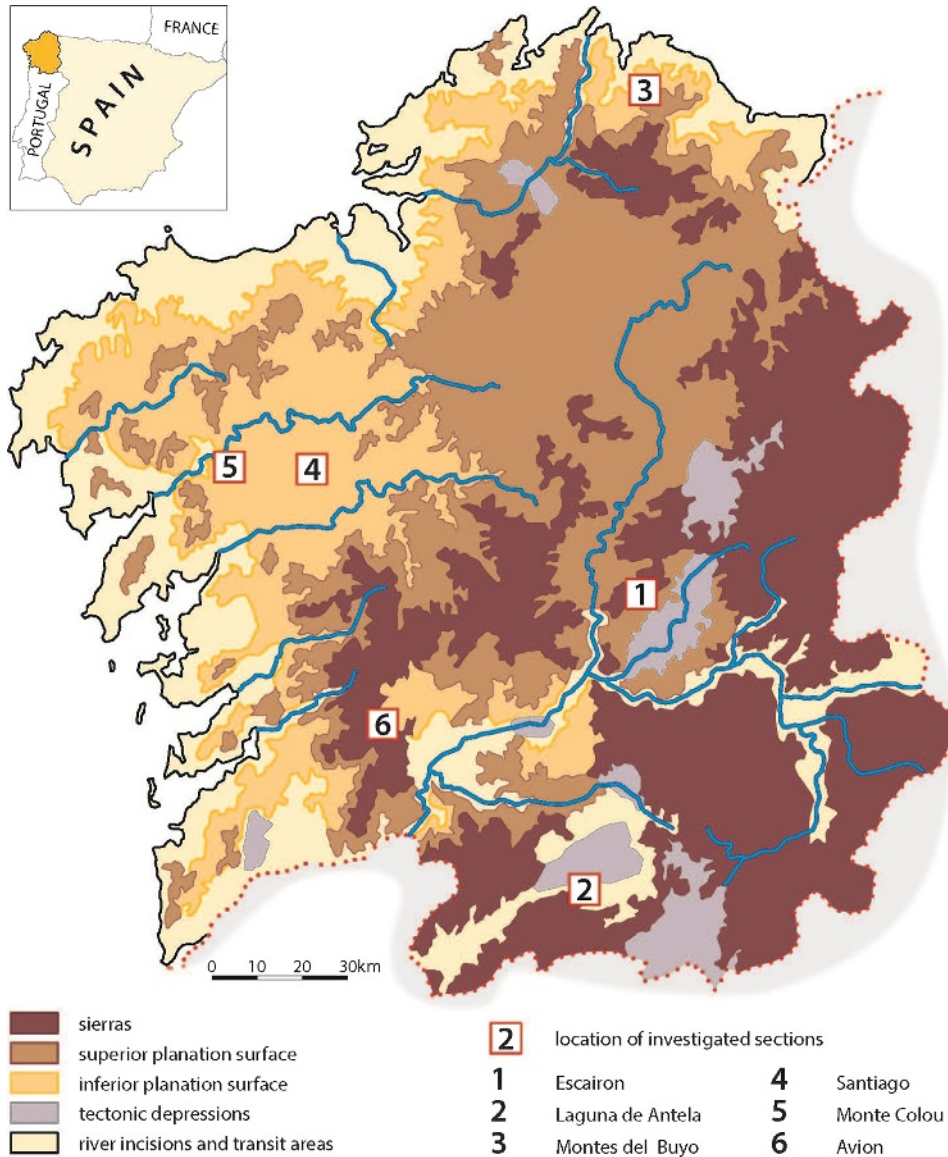 FRANCE
SPAIN
PORTUGAL
3
5
4
1
6
2
0 10 20 30km
sierras
superior planation surface
inferior planation surface
tectonic depressions
river incisions and transit areas
2 location of investigated sections
1 Escairon
2 Laguna de Antela
3 Montes del Buyo
4 Santiago
5 Monte Colou
6 Avion